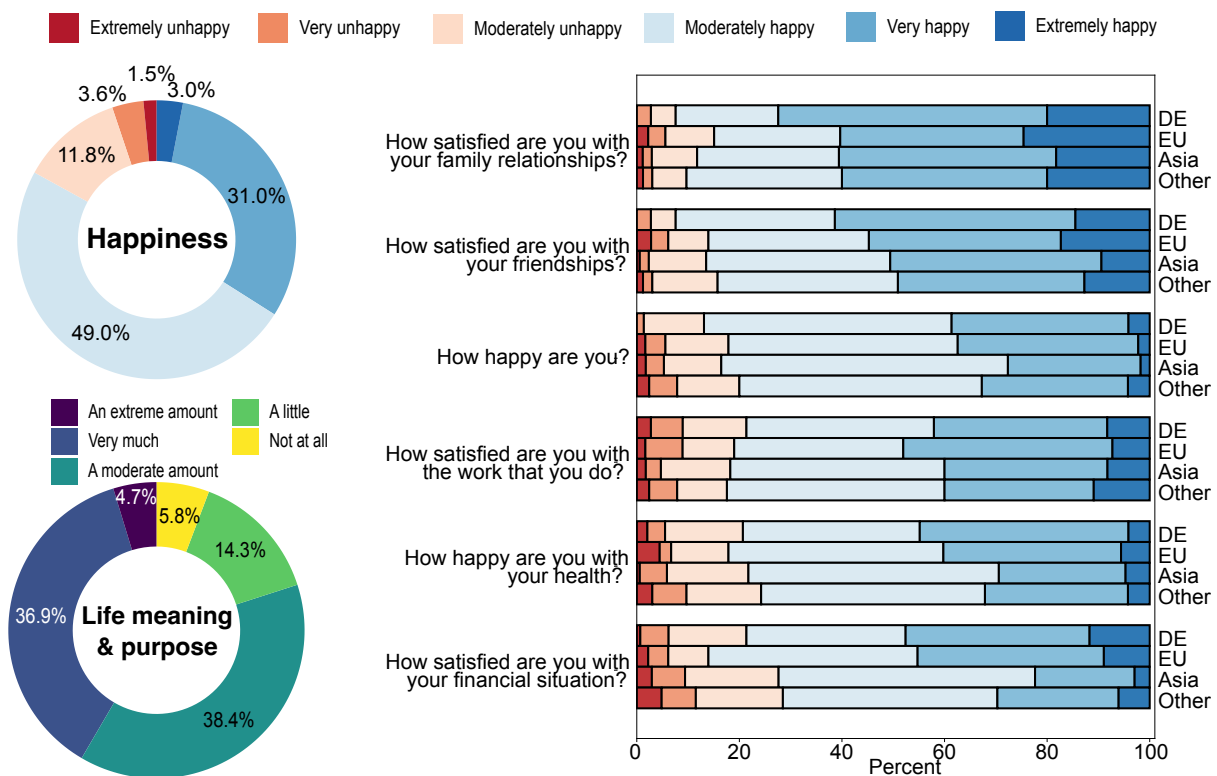 Extremely unhappy Very unhappy Moderately unhappy Moderately happy Very happy Extremely happy
1.5%
3.6% 3.0%
11.8%
31.0%
Happiness
49.0%
An extreme amount A little
Very much Not at all
A moderate amount
4.7%
5.8%
14.3%
36.9%
Life meaning
& purpose
38.4%
How satisfied are you with
your family relationships?
DE
EU
Asia
Other
How satisfied are you with
your friendships?
DE
EU
Asia
Other
How happy are you?
DE
EU
Asia
Other
How satisfied are you with
the work that you do?
DE
EU
Asia
Other
How happy are you with
your health?
DE
EU
Asia
Other
How satisfied are you with
your financial situation?
DE
EU
Asia
Other
0 20 40 60 80 100
Percent